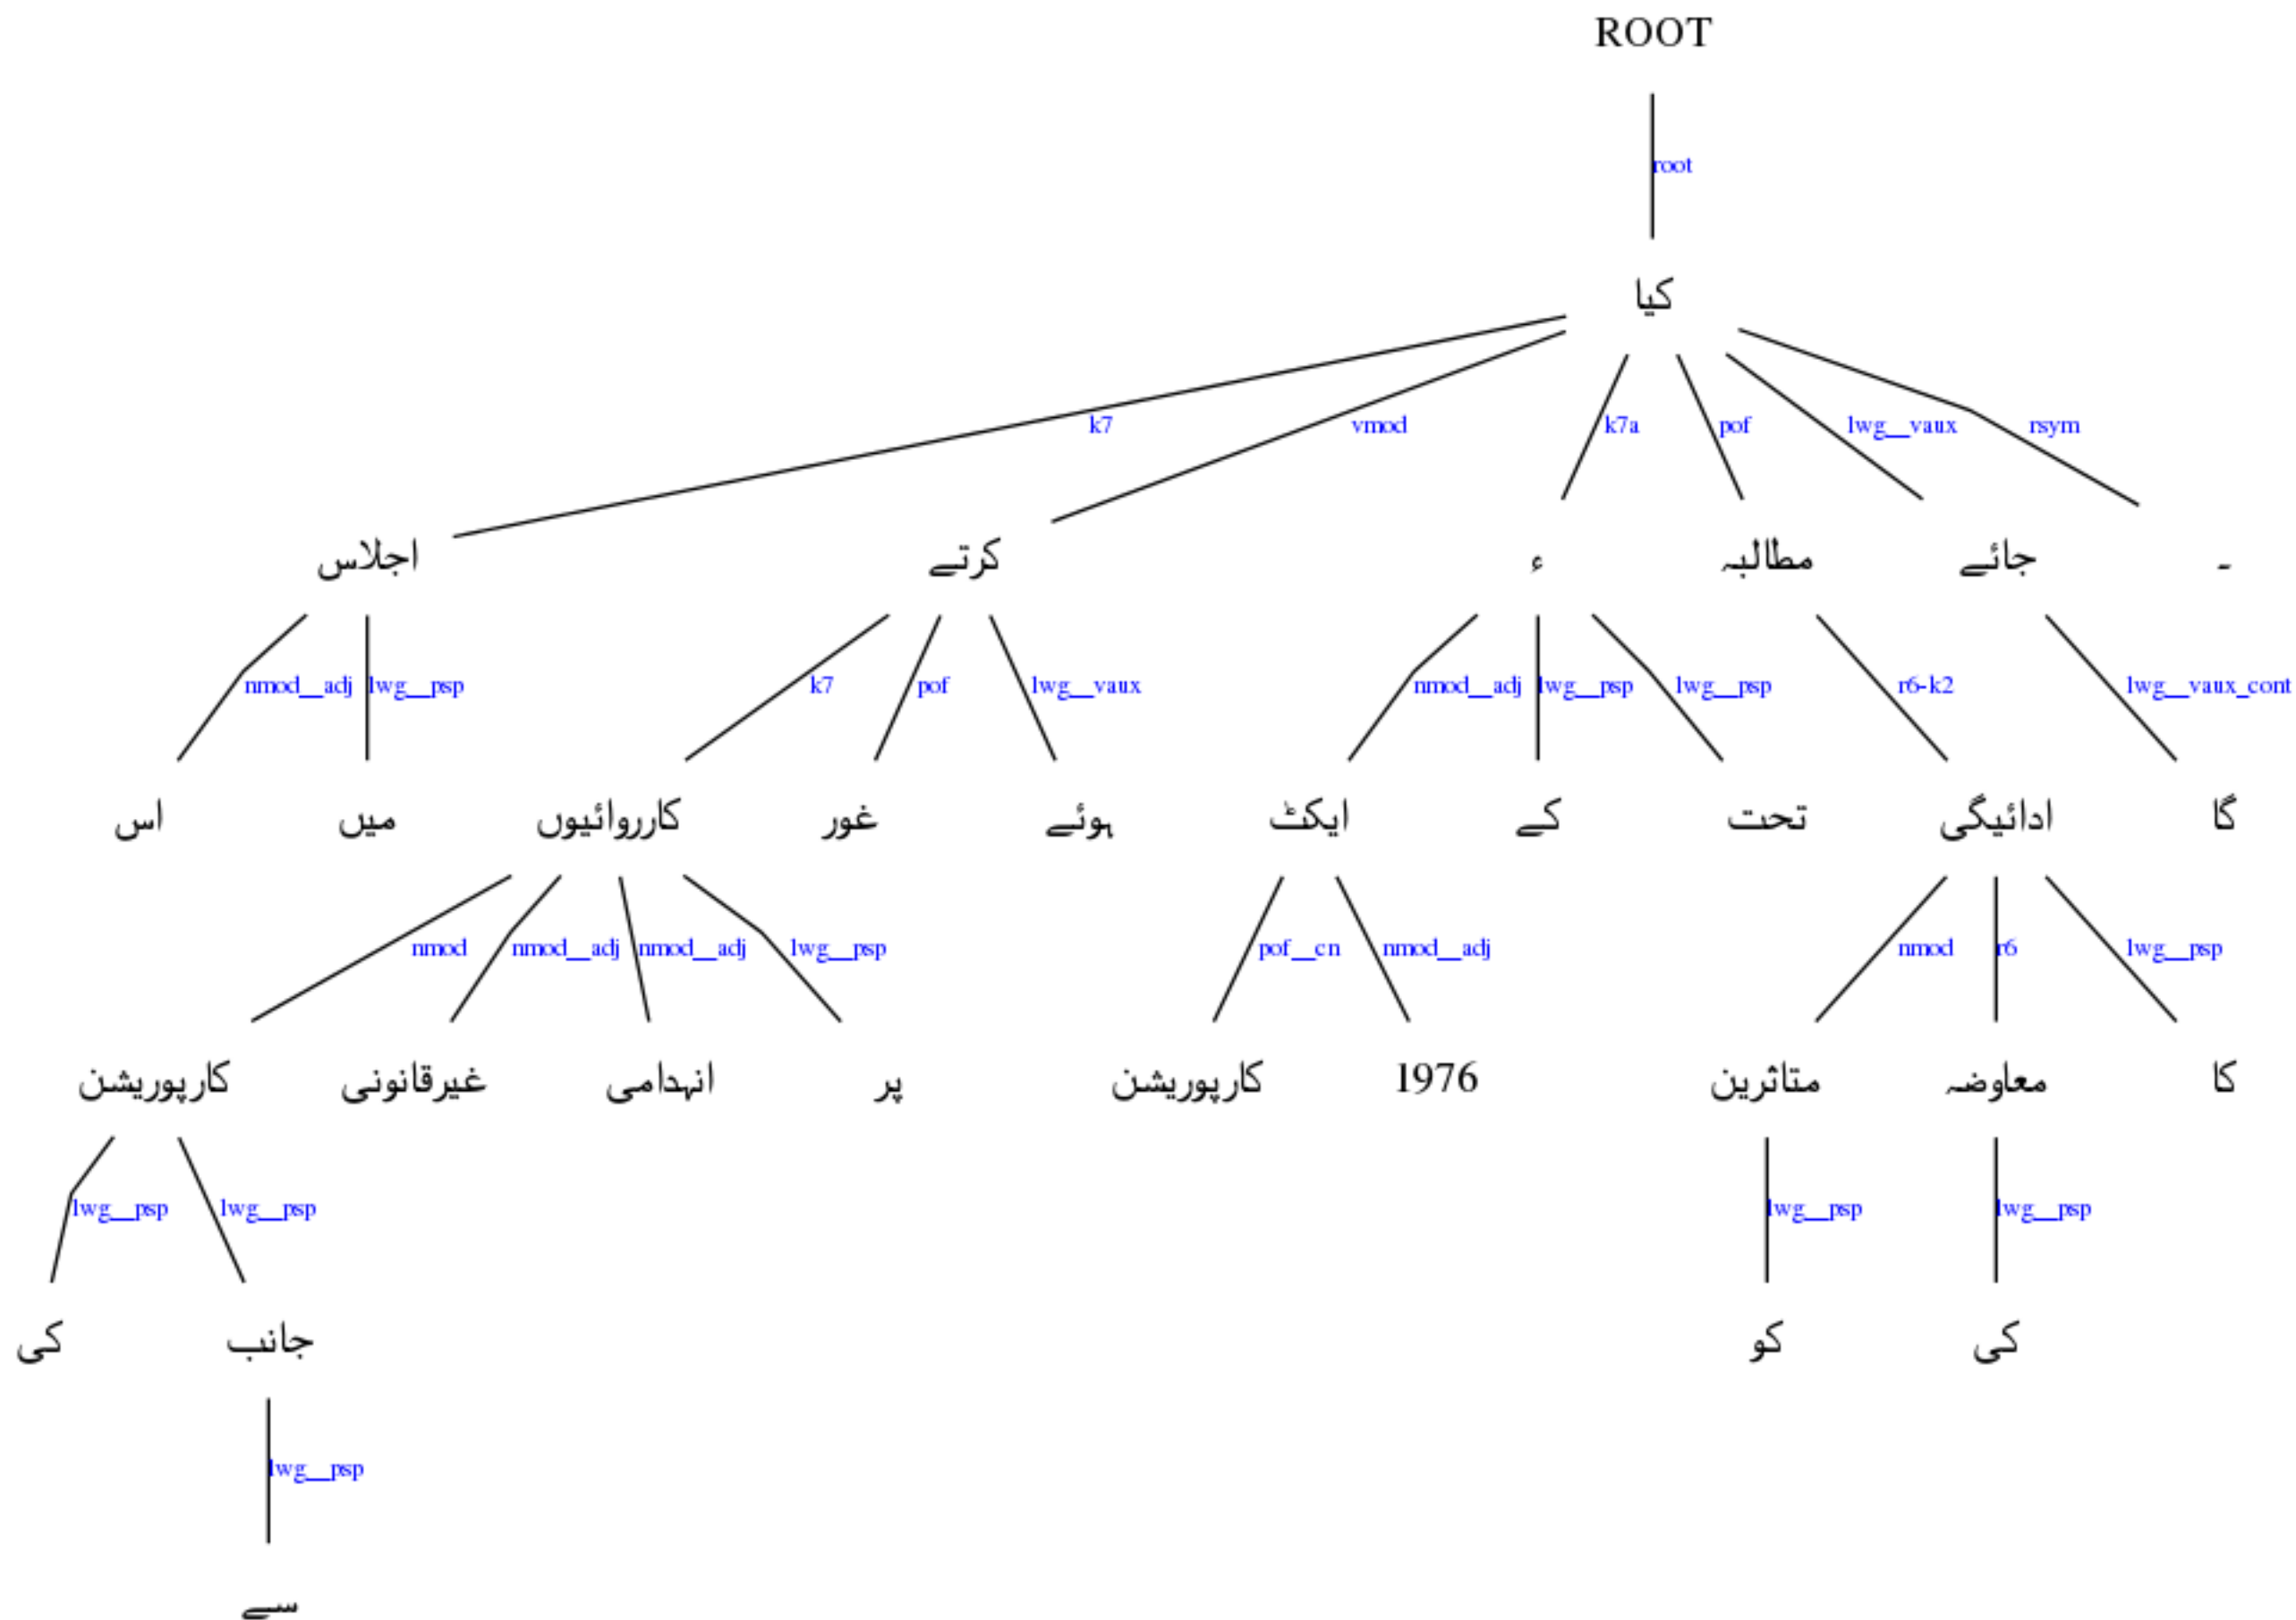 ROOT
root
کیا
k7 vmod k7a pof lwg__vaux rsym
اجلاس کرتے ء مطالبہ جائے ۔
nmod__adj lwg__psp k7 pof lwg__vaux nmod__adj lwg__psp lwg__psp r6-k2 lwg__vaux_cont
اس میں کارروائیوں غور ہوئے ایکٹ کے تحت ادائیگی گا
nmod nmod__adj nmod__adj lwg__psp pof__cn nmod__adj nmod r6 lwg__psp
کارپوریشن غیرقانونی انہدامی پر کارپوریشن 1976 متاثرین معاوضہ کا
lwg__psp lwg__psp lwg__psp lwg__psp
کی جانب کو کی
lwg__psp
سے